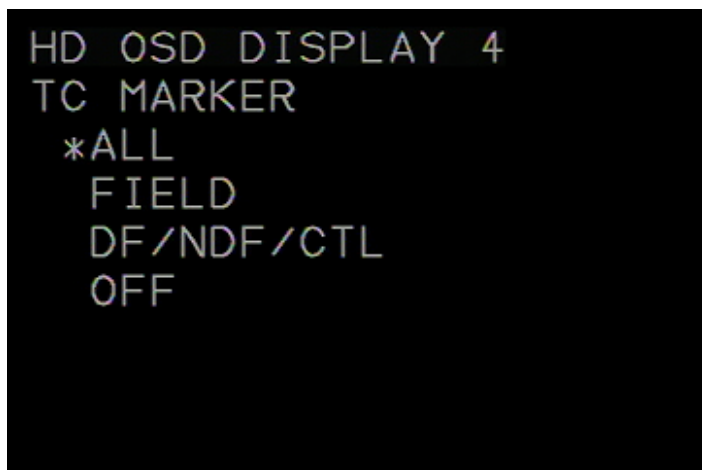 HD OSD DISPLAY 4
TC MARKER
*ALL
FIELD
DF/NDF/CTL
OFF